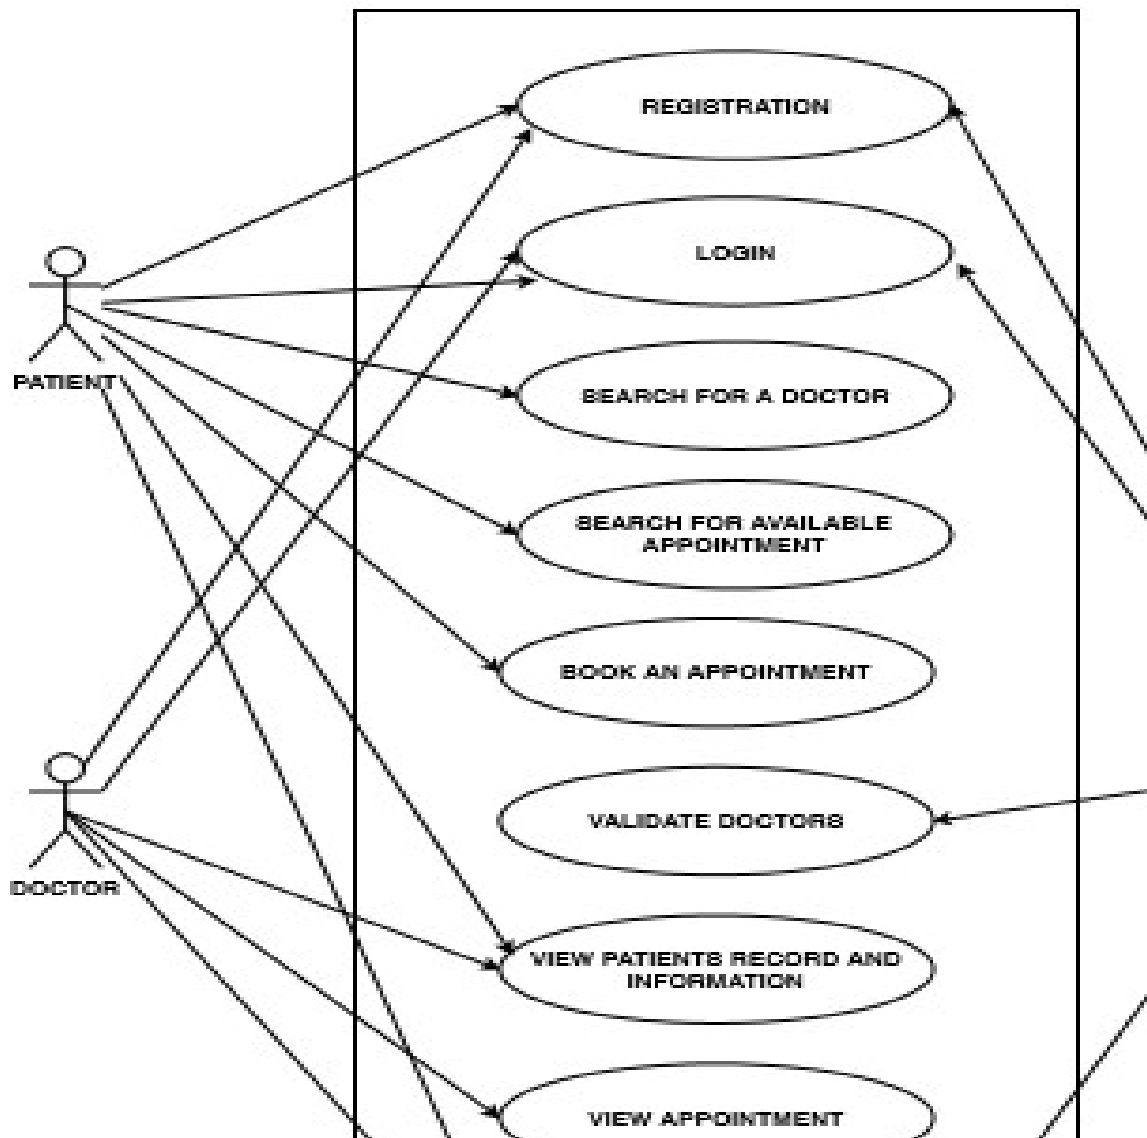 REGISTRATION
LOGIN
PATIENT
SEARCH FOR A DOCTOR
SEARCH FOR AVAILABLE
APPOINTMENT
BOOK AN APPOINTMENT
VALIDATE DOCTORS
DOCTOR
VIEW PATIENTS RECORD AND
INFORMATION
VIEW APPOINTMENT